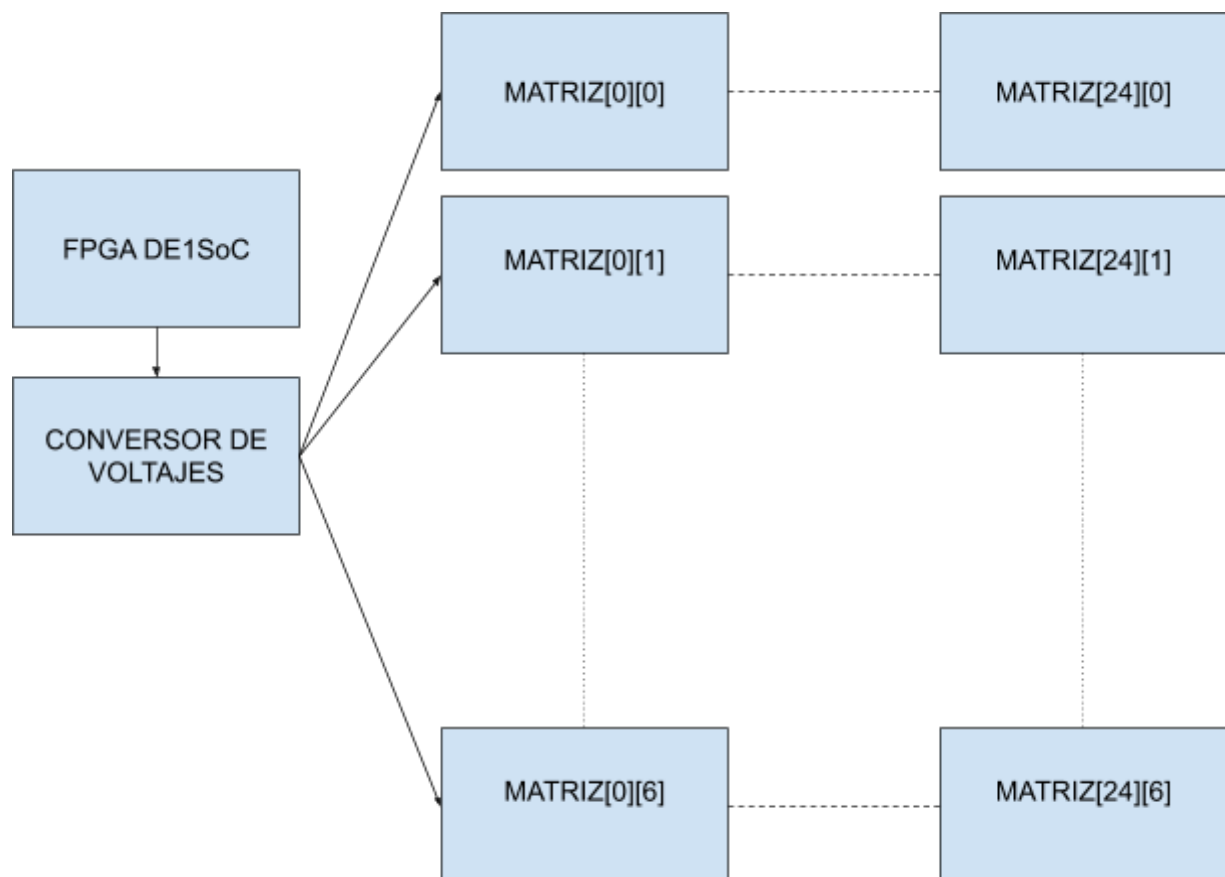 MATRIZ[0][0]
MATRIZ[24][0]
FPGA DE1SoC
MATRIZ[0][1]
MATRIZ[24][1]
CONVERSOR DE
VOLTAJES
MATRIZ[0][6]
MATRIZ[24][6]